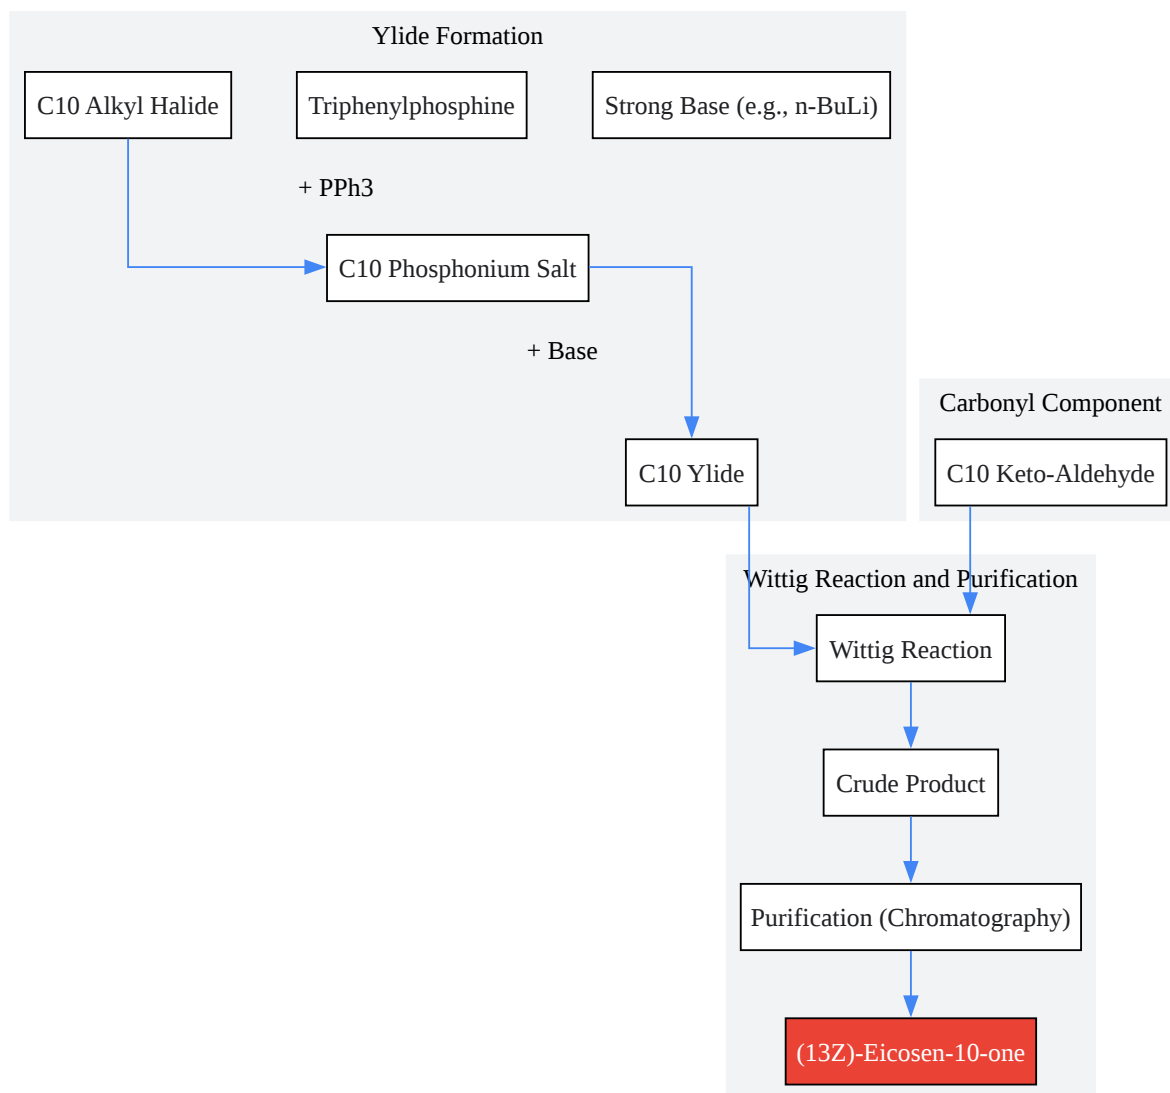 Ylide Formation
C10 Alkyl Halide
Triphenylphosphine
Strong Base (e.g., n-BuLi)
+ PPh3
C10 Phosphonium Salt
+ Base
Carbonyl Component
C10 Ylide
C10 Keto-Aldehyde
Wittig Reaction and Purification
Wittig Reaction
Crude Product
Purification (Chromatography)
(13Z)-Eicosen-10-one